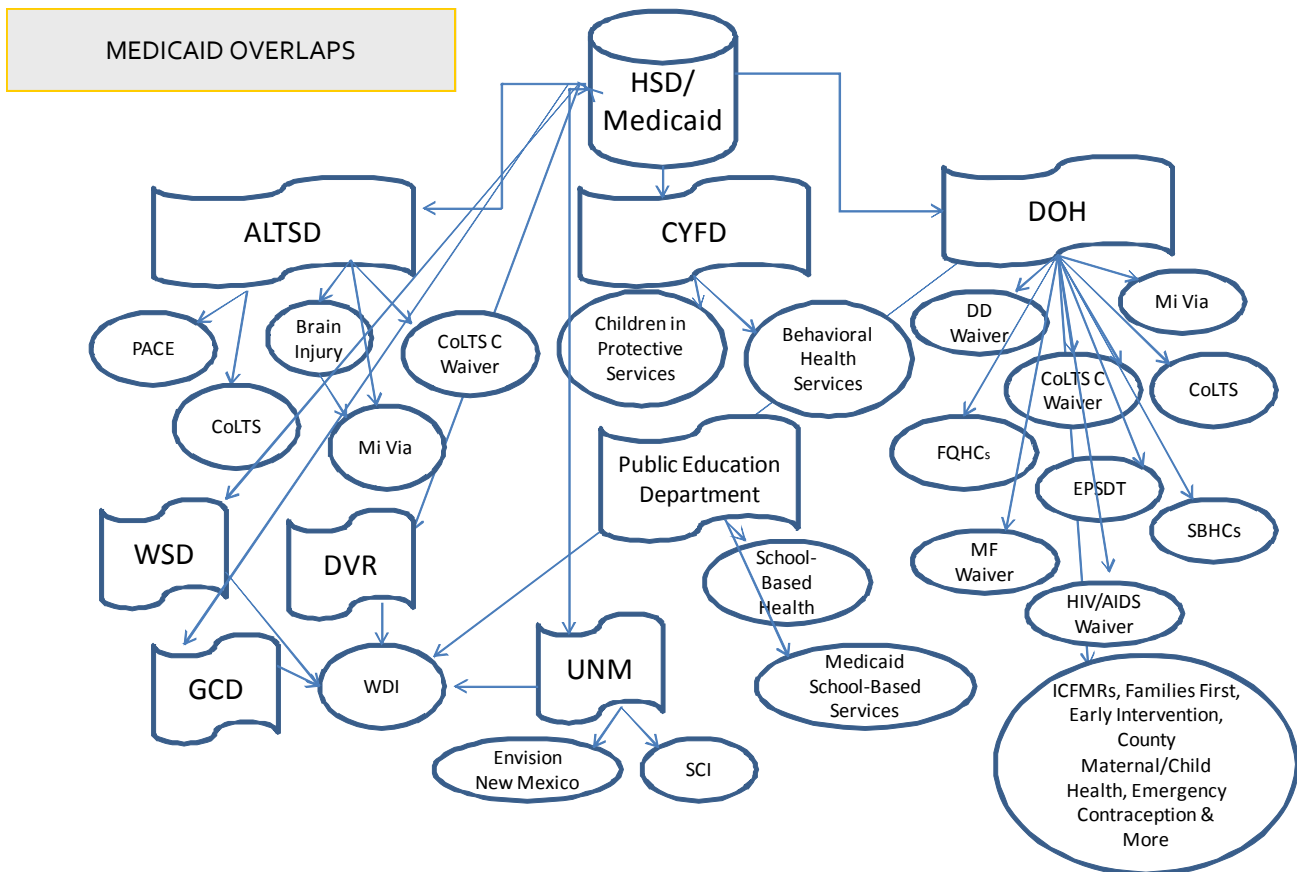 MEDICAID OVERLAPS
HSD/
Medicaid
ALTSD
CYFD
DOH
PACE
Brain
Injury
CoLTS C
Waiver
CoLTS
Mi Via
Children in
Protective
Services
Behavioral
Health
Services
DD
Waiver
Mi Via
CoLTS C
Waiver
CoLTS
FQHCs
EPSDT
SBHCs
MF
Waiver
HIV/AIDS
Waiver
ICFMRs, Families First,
Early Intervention,
County
Maternal/Child
Health, Emergency
Contraception &
More
Public Education
Department
School-
Based
Health
Medicaid
School-Based
Services
WSD
DVR
GCD
WDI
UNM
Envision
New Mexico
SCI